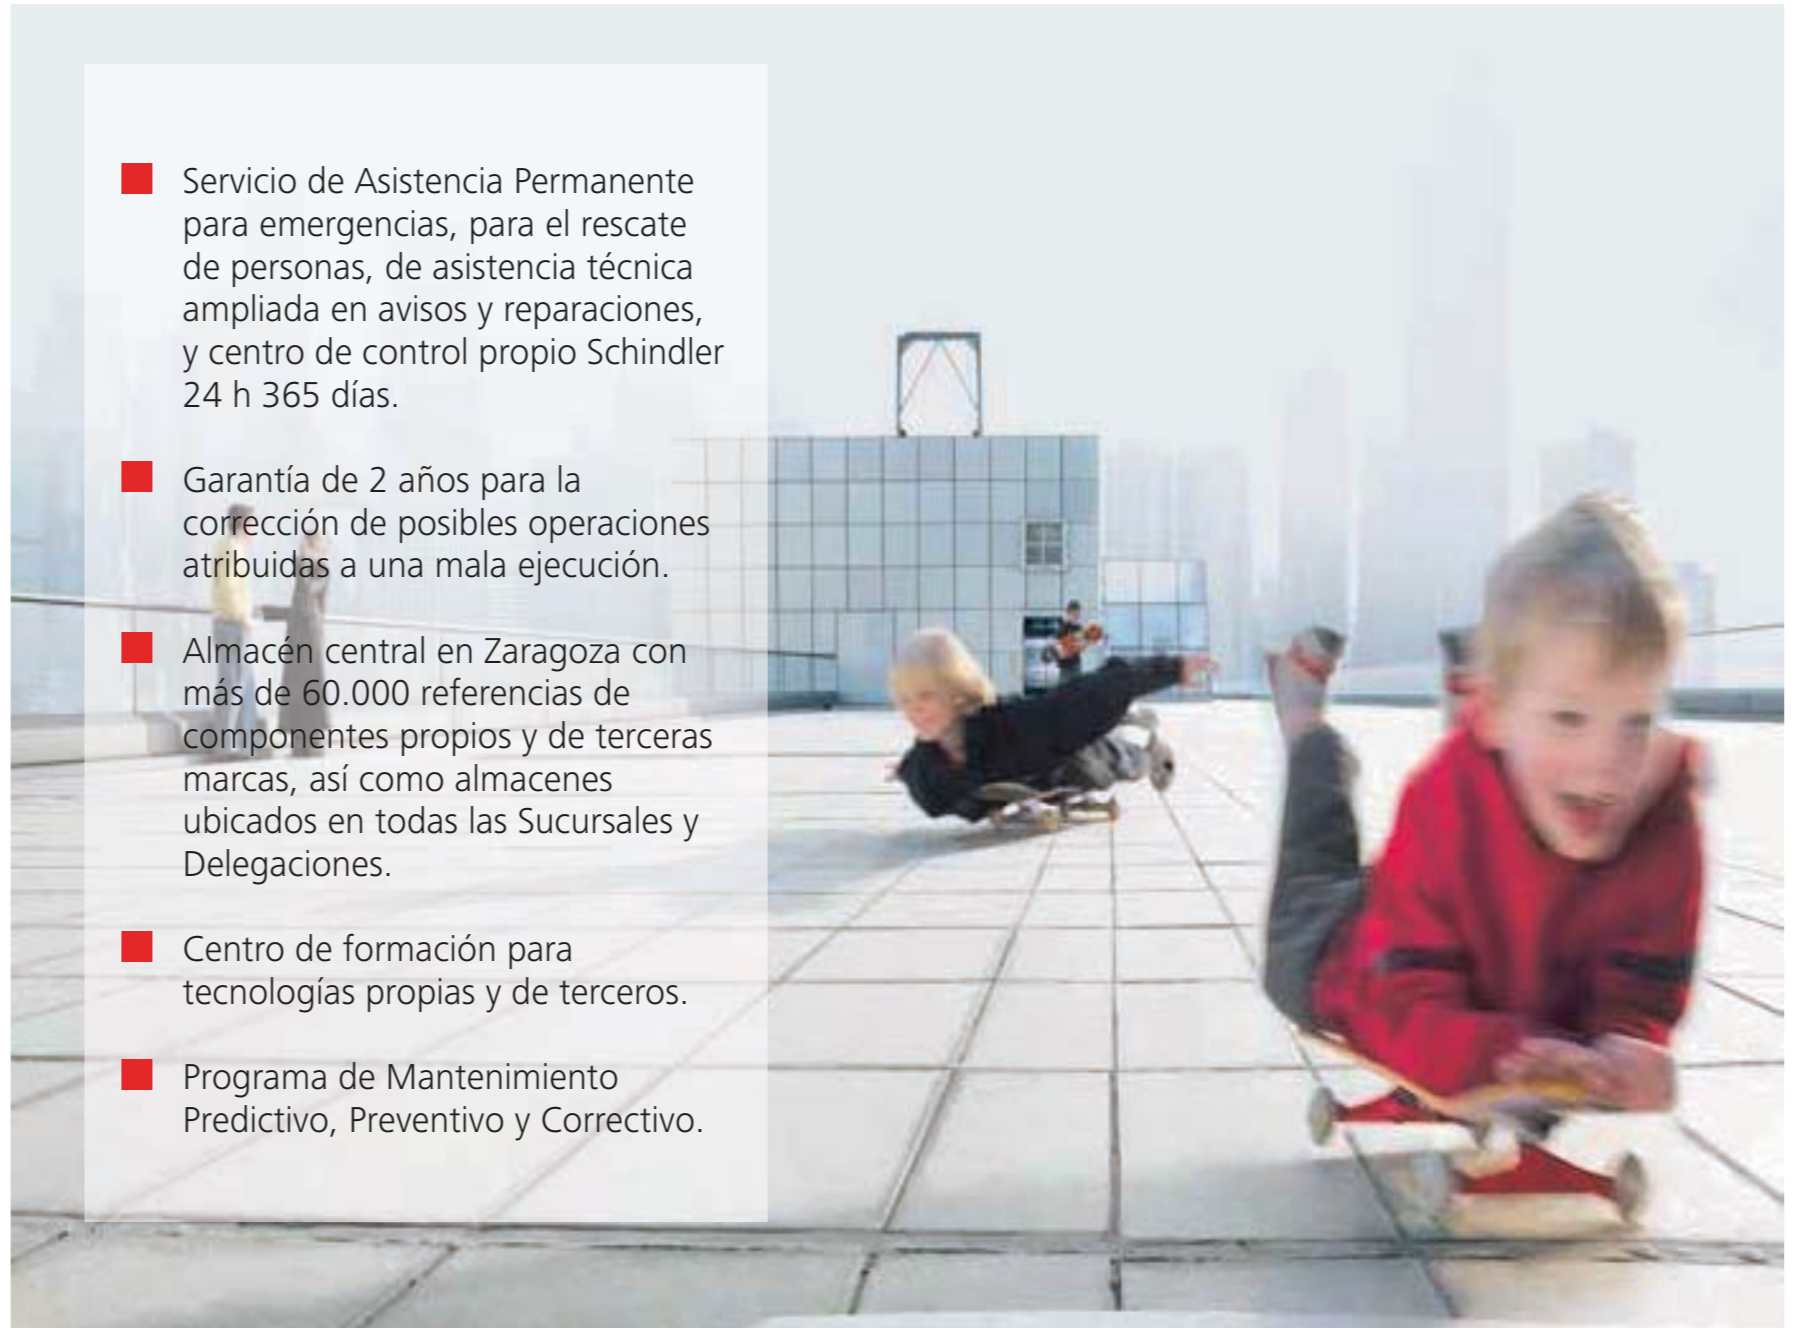 Servicio de Asistencia Permanente
para emergencias, para el rescate
de personas, de asistencia técnica
ampliada en avisos y reparaciones,
y centro de control propio Schindler
24 h 365 días.
Garantía de 2 años para la
corrección de posibles operaciones
atribuidas a una mala ejecución.
Almacén central en Zaragoza con
más de 60.000 referencias de
componentes propios y de terceras
marcas, así como almacenes
ubicados en todas las Sucursales y
Delegaciones.
Centro de formación para
tecnologías propias y de terceros.
Programa de Mantenimiento
Predictivo, Preventivo y Correctivo.